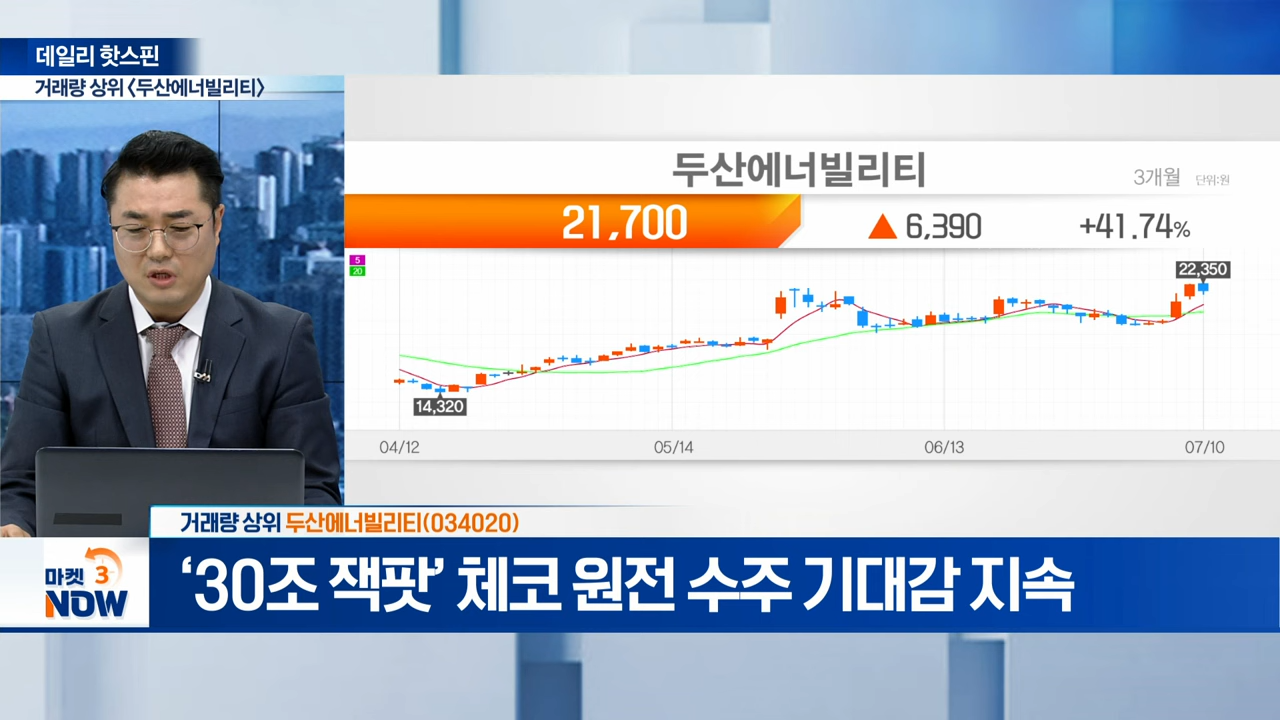 데일리 핫스핀
거래량 상위 <두산에너빌리티>
두산에너빌리티
3개월 단위:원
21,700 ▲ 6,390 +41.74%
5
20
22,350
14,320
04/12 05/14 06/13 07/10
거래량 상위 두산에너빌리티(034020)
마켓 3
NOW
‘30조 잭팟’ 체코 원전 수주 기대감 지속